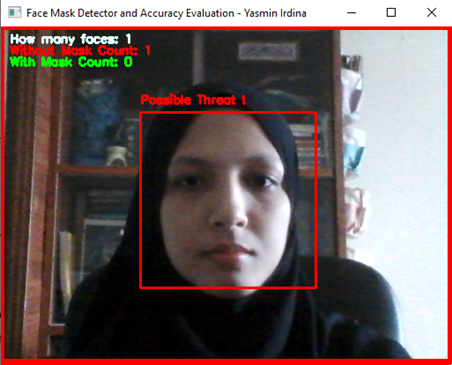 Face Mask Detector and Accuracy Evaluation - Yasmin Irdina
How many faces: 1
Without Mask Count: 1
With Mask Count: 0
Possible Threat !